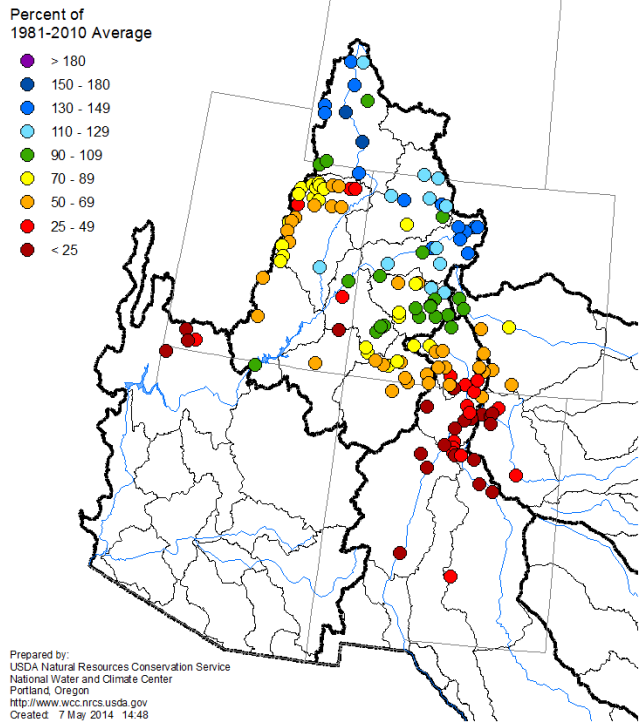 Percent of
1981-2010 Average
> 180
150 - 180
130 - 149
110 - 129
90 - 109
70 - 89
50 - 69
25 - 49
< 25
Prepared by:
USDA Natural Resources Conservation Service
National Water and Climate Center
Portland, Oregon
http://www.wcc.nrcs.usda.gov
Created: 7 May 2014 14:48